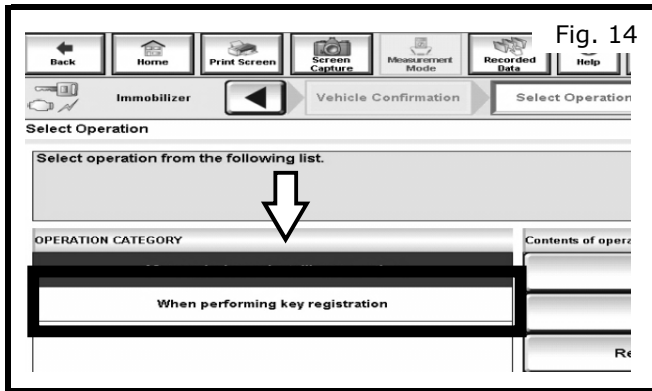 Fig. 14
Back
Home
Print Screen
Screen Capture
Measurement Mode
Recorded Data
Help
Immobilizer
Vehicle Confirmation
Select Operation
Select Operation
Select operation from the following list.
OPERATION CATEGORY
Contents of opera
When performing key registration
Re